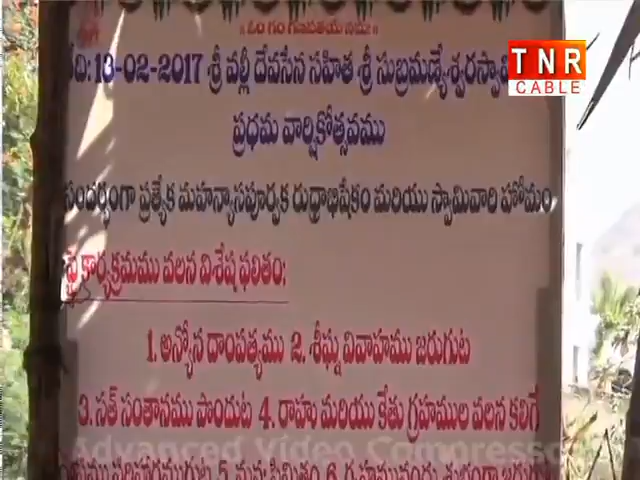 ॥ ఓం గం గణపతయే నమః ॥
TNR
CABLE
ది: 13-02-2017 శ్రీ వల్లీ దేవసేన సహిత శ్రీ సుబ్రమణ్యేశ్వరస్వామి
ప్రధమ వార్షికోత్సవము
సందర్భంగా ప్రత్యేక మహన్యాసపూర్వక రుద్రాభిషేకం మరియు స్వామివారి హోమం
పై కార్యక్రమము వలన విశేష ఫలితం:
1. అన్యోన దాంపత్యము 2. శీఘ్ర వివాహము జరుగుట
3. సత్ సంతానము పొందుట 4. రాహు మరియు కేతు గ్రహముల వలన కలిగే
Advanced Video Compressor